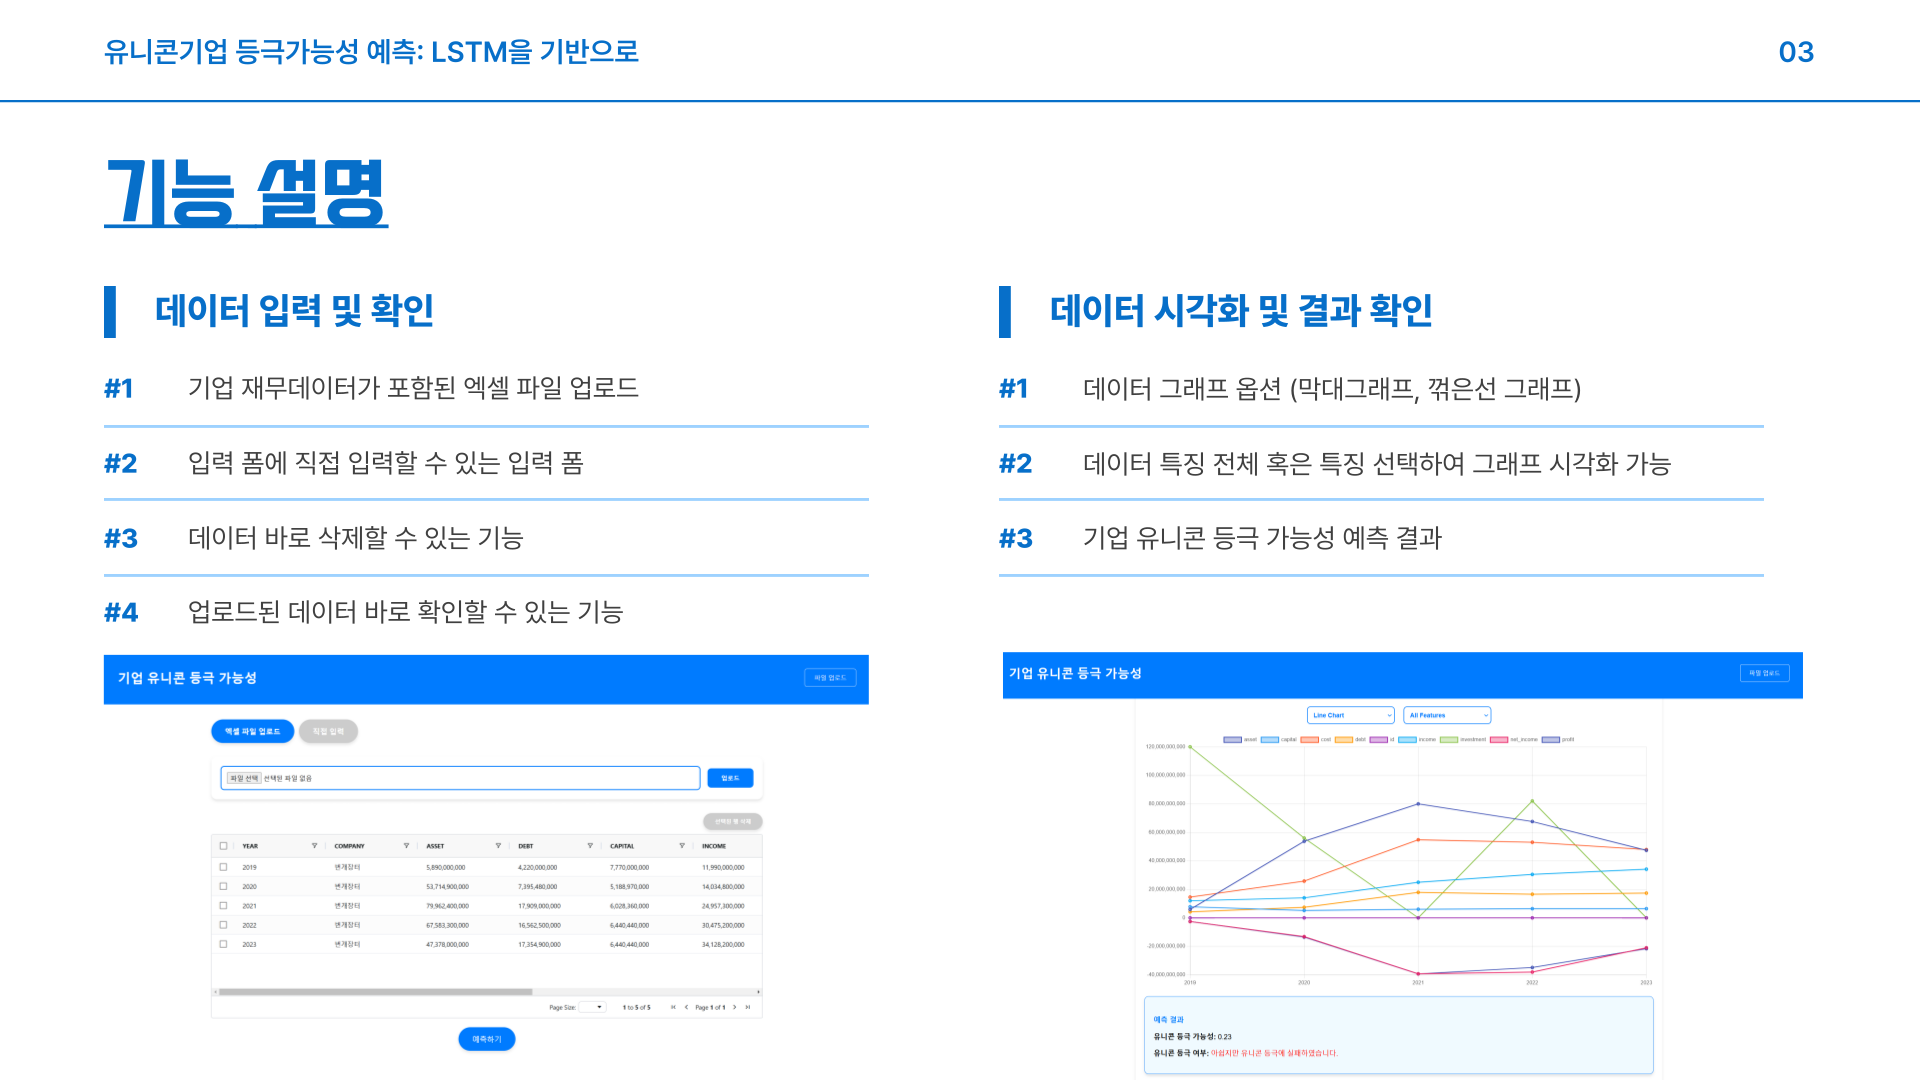 유니콘기업 등극가능성 예측: LSTM을 기반으로
03
기능 설명
데이터 입력 및 확인
#1 기업 재무데이터가 포함된 엑셀 파일 업로드
#2 입력 폼에 직접 입력할 수 있는 입력 폼
#3 데이터 바로 삭제할 수 있는 기능
#4 업로드된 데이터 바로 확인할 수 있는 기능
기업 유니콘 등극 가능성
파일 업로드
엑셀 파일 업로드 직접 입력
파일 선택 선택된 파일 없음 업로드
선택된 행 삭제
YEAR COMPANY ASSET DEBT CAPITAL INCOME
2019 번개장터 5,890,000,000 4,220,000,000 7,770,000,000 11,990,000,000
2020 번개장터 53,714,900,000 7,395,480,000 5,188,970,000 14,034,800,000
2021 번개장터 79,962,400,000 17,909,000,000 6,028,360,000 24,957,300,000
2022 번개장터 67,583,300,000 16,562,500,000 6,440,440,000 30,475,200,000
2023 번개장터 47,378,000,000 17,354,900,000 6,440,440,000 34,128,200,000
Page Size: 1 to 5 of 5 Page 1 of 1
예측하기
데이터 시각화 및 결과 확인
#1 데이터 그래프 옵션 (막대그래프, 꺾은선 그래프)
#2 데이터 특징 전체 혹은 특징 선택하여 그래프 시각화 가능
#3 기업 유니콘 등극 가능성 예측 결과
기업 유니콘 등극 가능성
파일 업로드
Line Chart All Features
asset capital cost debt id income investment net_income profit
120,000,000,000
100,000,000,000
80,000,000,000
60,000,000,000
40,000,000,000
20,000,000,000
0
-20,000,000,000
-40,000,000,000
2019 2020 2021 2022 2023
예측 결과
유니콘 등극 가능성: 0.23
유니콘 등극 여부: 아쉽지만 유니콘 등극에 실패하였습니다.